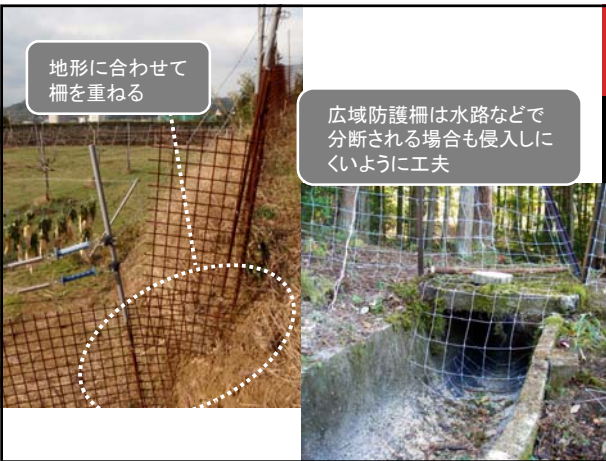 地形に合わせて
柵を重ねる
広域防護柵は水路などで
分断される場合も侵入しに
くいように工夫